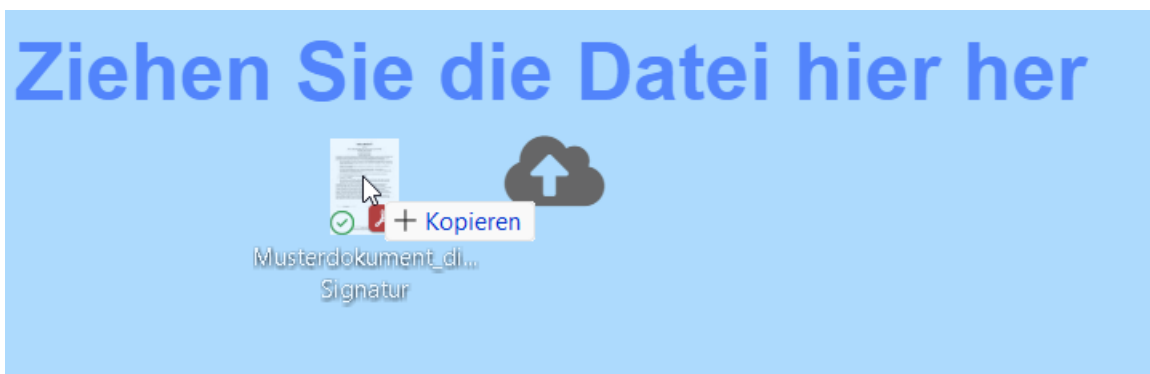 Ziehen Sie die Datei hier her
+ Kopieren
Musterdokument_di...
Signatur